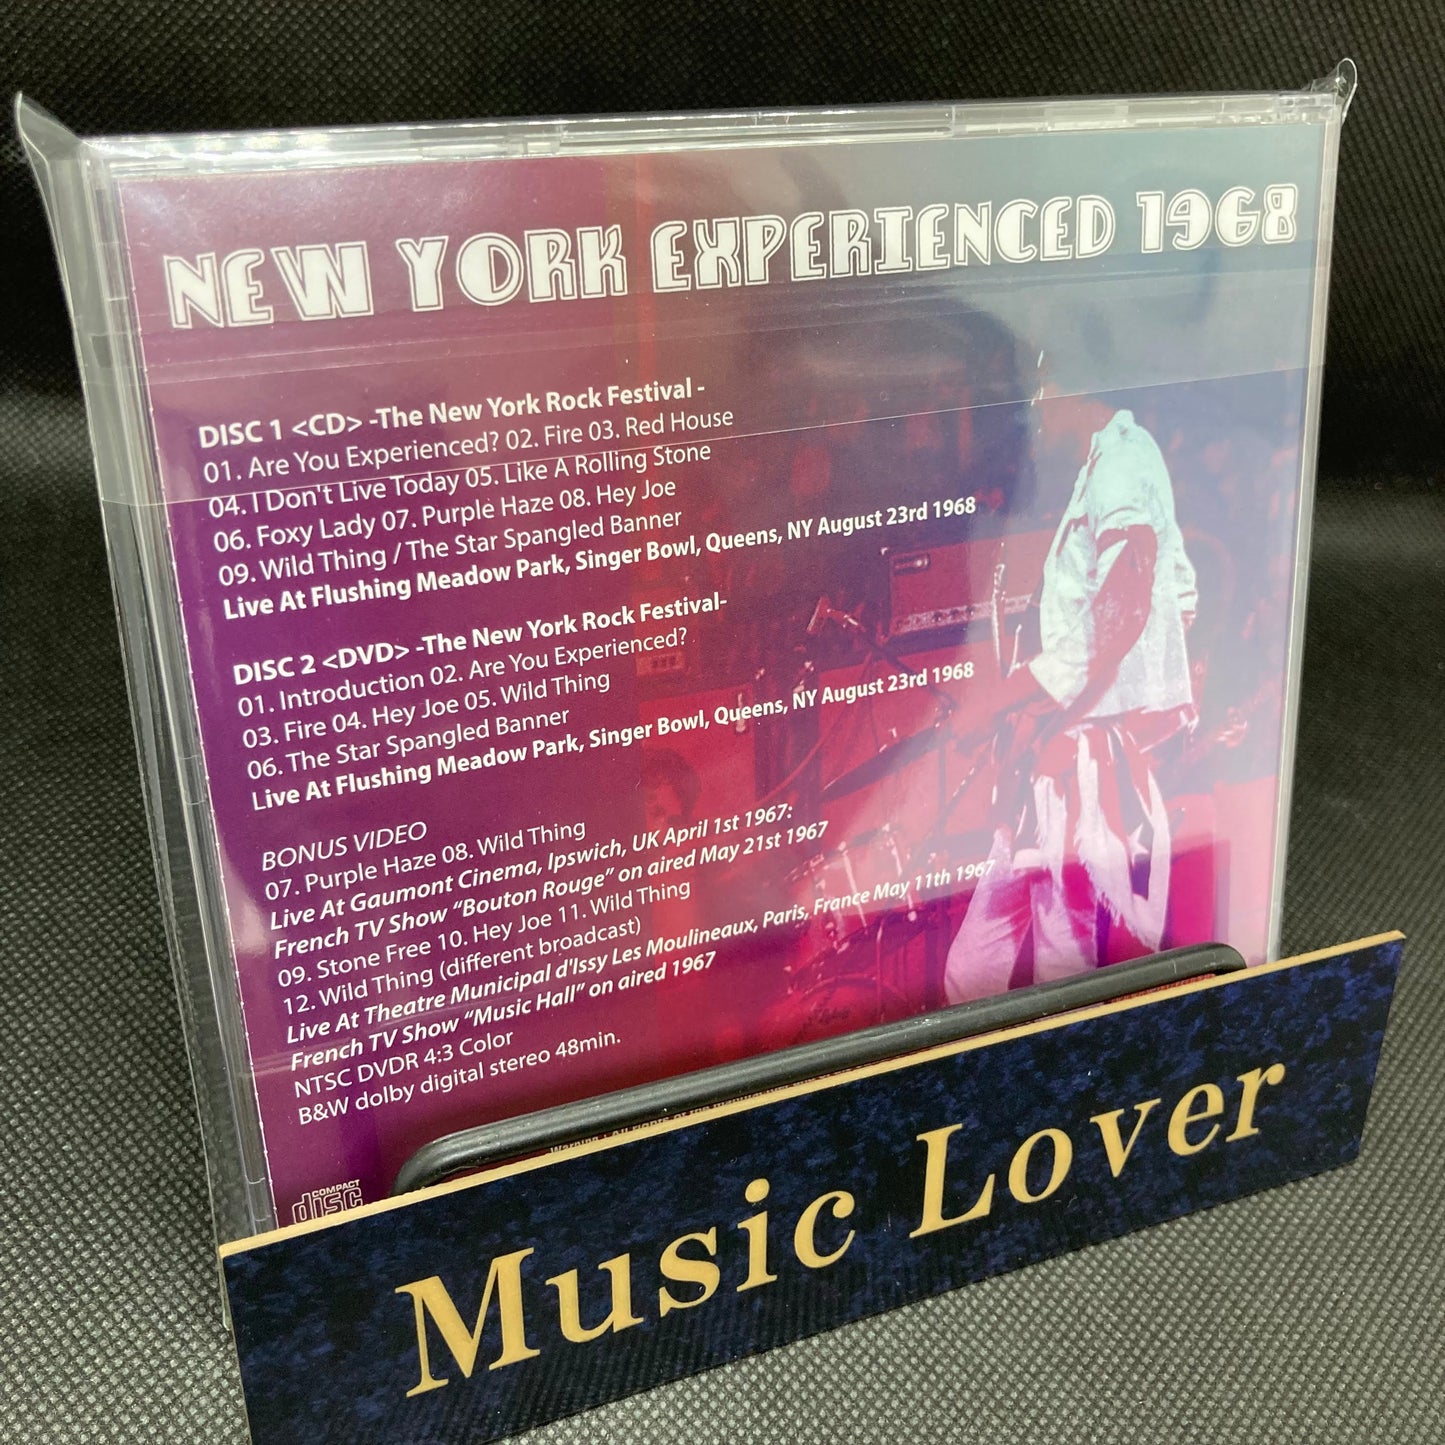 NEW YORK EXPERIENCED 1968
DISC 1 <CD> -The New York Rock Festival -
01. Are You Experienced? 02. Fire 03. Red House
04. I Don't Live Today 05. Like A Rolling Stone
06. Foxy Lady 07. Purple Haze 08. Hey Joe
09. Wild Thing / The Star Spangled Banner
Live At Flushing Meadow Park, Singer Bowl, Queens, NY August 23rd 1968
DISC 2 <DVD> -The New York Rock Festival-
01. Introduction 02. Are You Experienced?
03. Fire 04. Hey Joe 05. Wild Thing
06. The Star Spangled Banner
Live At Flushing Meadow Park, Singer Bowl, Queens, NY August 23rd 1968
BONUS VIDEO
07. Purple Haze 08. Wild Thing
Live At Gaumont Cinema, Ipswich, UK April 1st 1967:
French TV Show “Bouton Rouge” on aired May 21st 1967
09. Stone Free 10. Hey Joe 11. Wild Thing
12. Wild Thing (different broadcast)
Live At Theatre Municipal d'Issy Les Moulineaux, Paris, France May 11th 1967
French TV Show “Music Hall” on aired 1967
NTSC DVDR 4:3 Color
B&W dolby digital stereo 48min.
COMPACT
disc
Music Lover